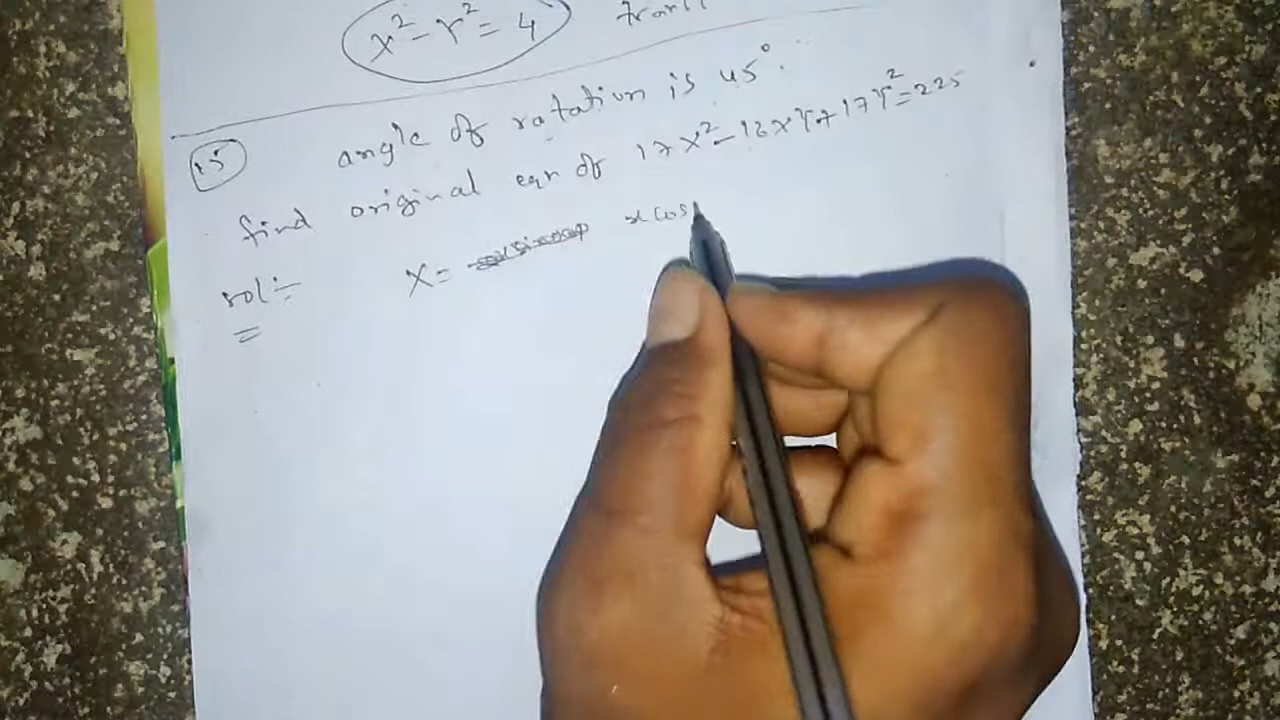 x² - Y² = 4
15 angle of rotation is 45°.
find original eqn of 17x² - 16xY + 17Y² = 225
sol:- X = x cos